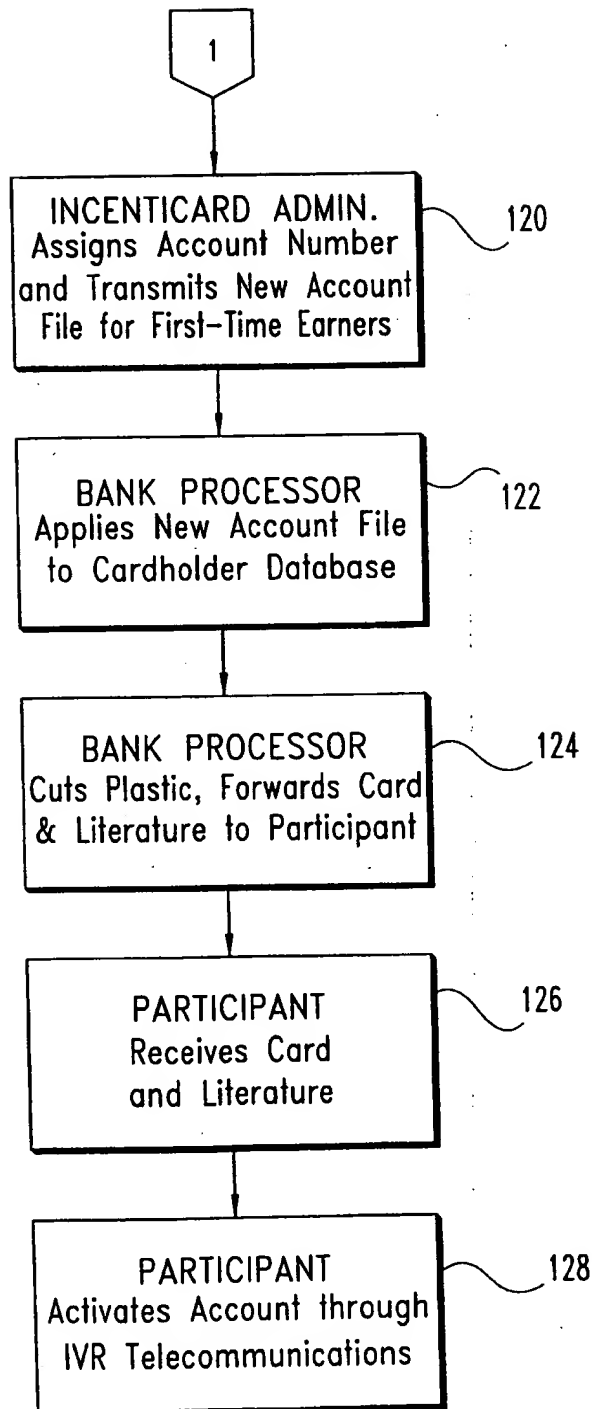 1
INCENTICARD ADMIN.
Assigns Account Number
and Transmits New Account
File for First-Time Earners
120
BANK PROCESSOR
Applies New Account File
to Cardholder Database
122
BANK PROCESSOR
Cuts Plastic, Forwards Card
& Literature to Participant
124
PARTICIPANT
Receives Card
and Literature
126
PARTICIPANT
Activates Account through
IVR Telecommunications
128